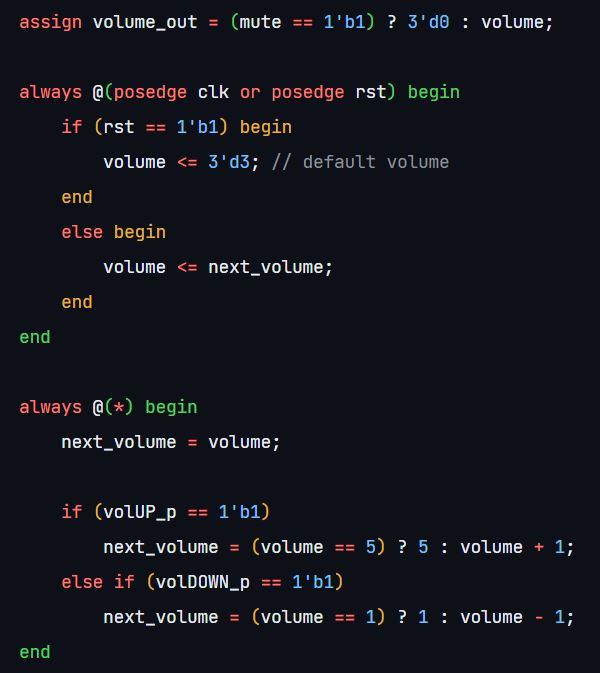 assign volume_out = (mute == 1'b1) ? 3'd0 : volume;
always @(posedge clk or posedge rst) begin
if (rst == 1'b1) begin
volume <= 3'd3; // default volume
end
else begin
volume <= next_volume;
end
end
always @(*) begin
next_volume = volume;
if (volUP_p == 1'b1)
next_volume = (volume == 5) ? 5 : volume + 1;
else if (volDOWN_p == 1'b1)
next_volume = (volume == 1) ? 1 : volume - 1;
end